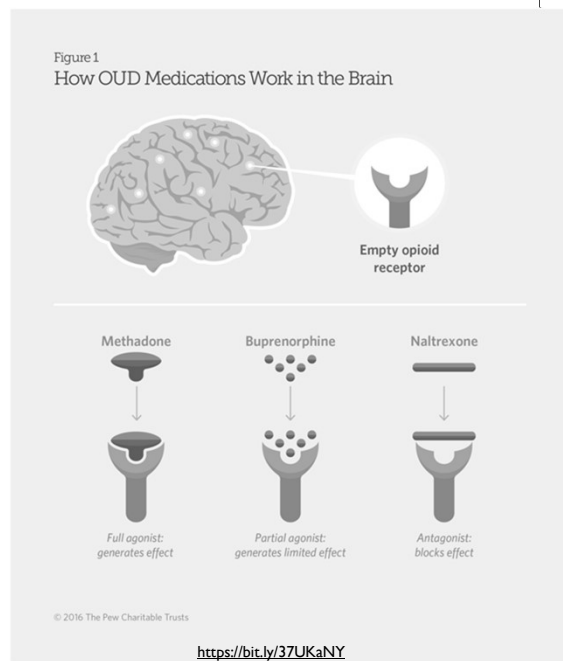 Figure 1
How OUD Medications Work in the Brain
Empty opioid
receptor
Methadone
Buprenorphine
Naltrexone
Full agonist:
generates effect
Partial agonist:
generates limited effect
Antagonist:
blocks effect
© 2016 The Pew Charitable Trusts
https://bit.ly/37UKaNY